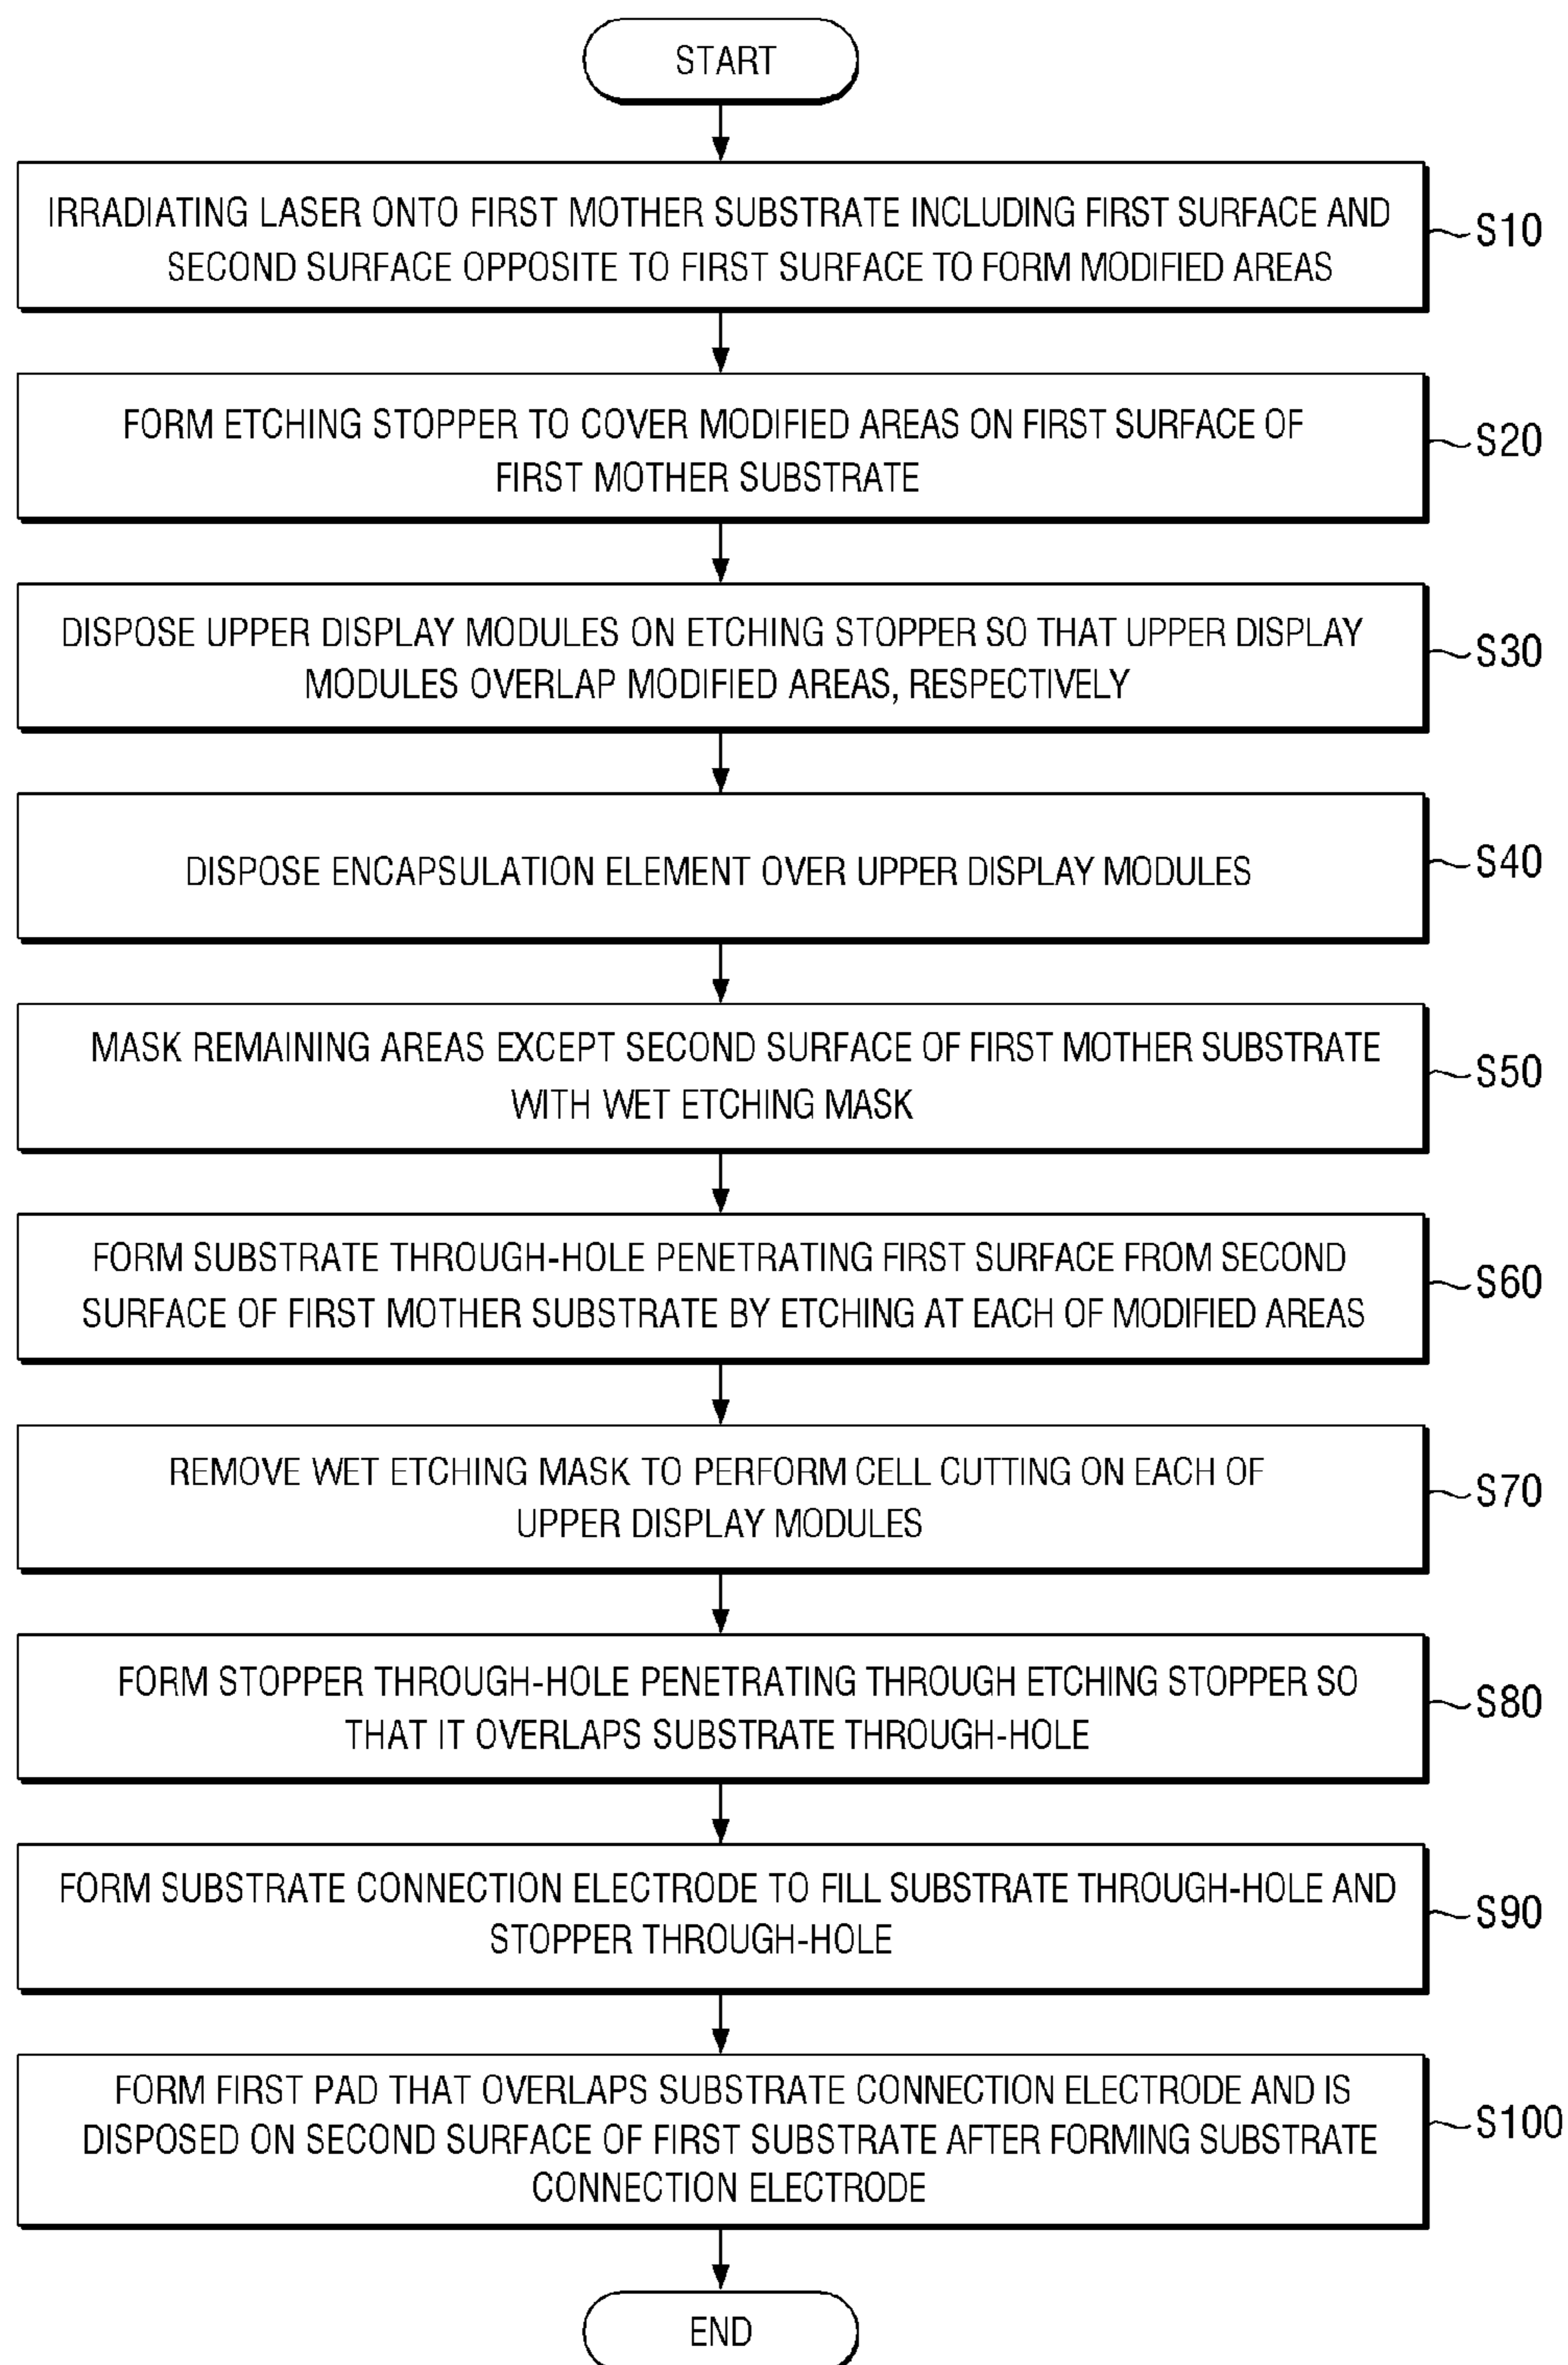 START
IRRADIATING LASER ONTO FIRST MOTHER SUBSTRATE INCLUDING FIRST SURFACE AND
SECOND SURFACE OPPOSITE TO FIRST SURFACE TO FORM MODIFIED AREAS
S10
FORM ETCHING STOPPER TO COVER MODIFIED AREAS ON FIRST SURFACE OF
FIRST MOTHER SUBSTRATE
S20
DISPOSE UPPER DISPLAY MODULES ON ETCHING STOPPER SO THAT UPPER DISPLAY
MODULES OVERLAP MODIFIED AREAS, RESPECTIVELY
S30
DISPOSE ENCAPSULATION ELEMENT OVER UPPER DISPLAY MODULES
S40
MASK REMAINING AREAS EXCEPT SECOND SURFACE OF FIRST MOTHER SUBSTRATE
WITH WET ETCHING MASK
S50
FORM SUBSTRATE THROUGH-HOLE PENETRATING FIRST SURFACE FROM SECOND
SURFACE OF FIRST MOTHER SUBSTRATE BY ETCHING AT EACH OF MODIFIED AREAS
S60
REMOVE WET ETCHING MASK TO PERFORM CELL CUTTING ON EACH OF
UPPER DISPLAY MODULES
S70
FORM STOPPER THROUGH-HOLE PENETRATING THROUGH ETCHING STOPPER SO
THAT IT OVERLAPS SUBSTRATE THROUGH-HOLE
S80
FORM SUBSTRATE CONNECTION ELECTRODE TO FILL SUBSTRATE THROUGH-HOLE AND
STOPPER THROUGH-HOLE
S90
FORM FIRST PAD THAT OVERLAPS SUBSTRATE CONNECTION ELECTRODE AND IS
DISPOSED ON SECOND SURFACE OF FIRST SUBSTRATE AFTER FORMING SUBSTRATE
CONNECTION ELECTRODE
S100
END